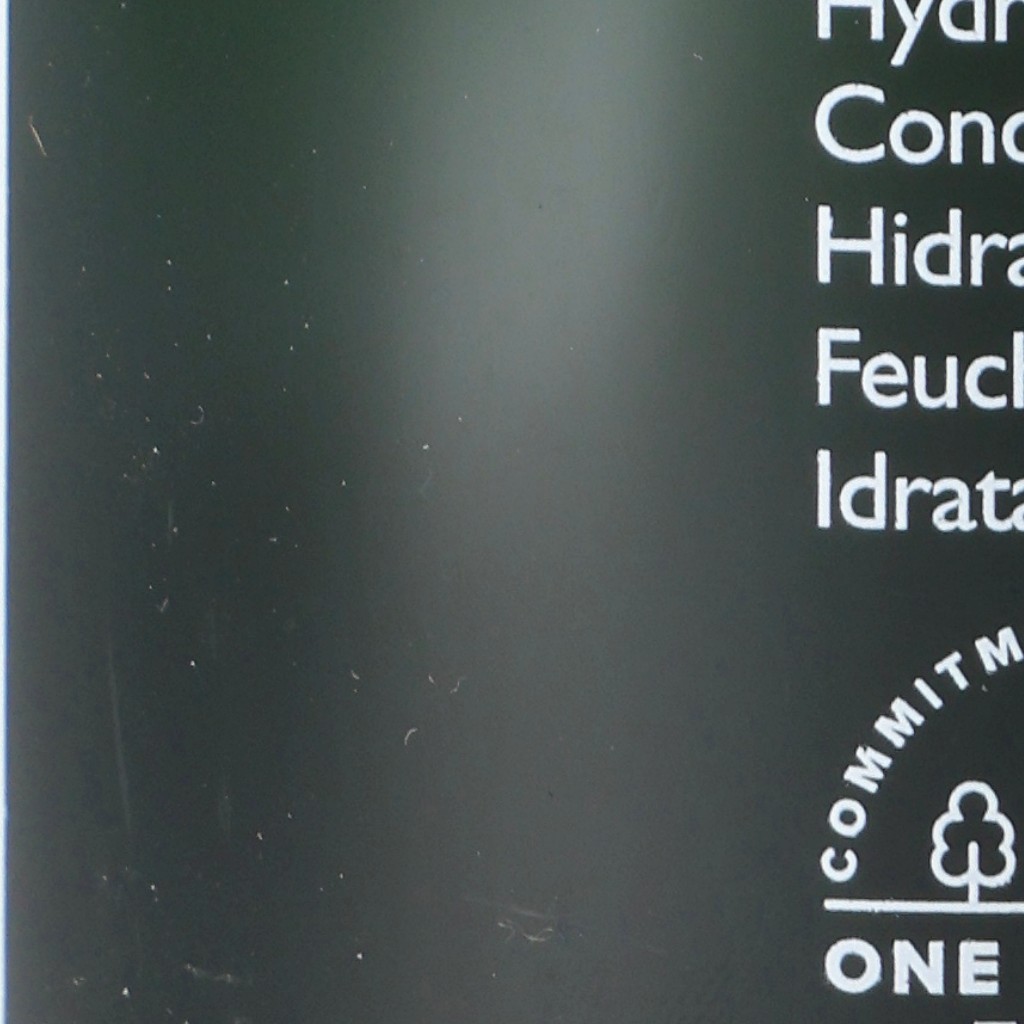 Hydr
Cond
Hidra
Feuch
Idrata
COMMITM
ONE